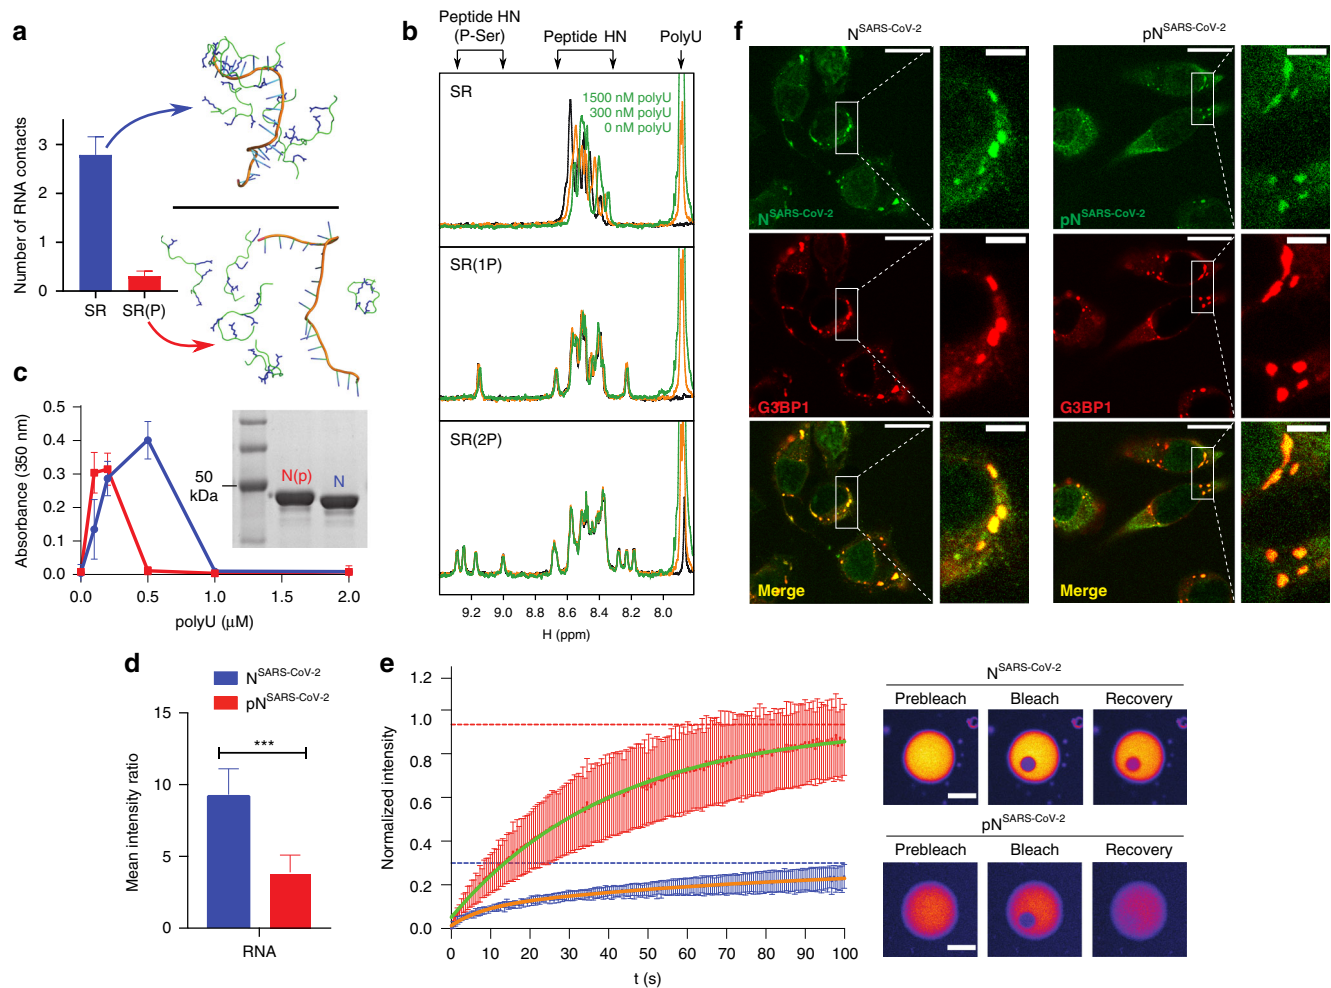 a
Number of RNA contacts
3
2
1
0
SR
SR(P)
b
Peptide HN
(P-Ser)
Peptide HN
PolyU
SR
1500 nM polyU
300 nM polyU
0 nM polyU
SR(1P)
SR(2P)
9.2
9.0
8.6
8.4
8.0
H (ppm)
c
Absorbance (350 nm)
0.5
0.4
0.3
0.2
0.1
0.0
0.0
0.5
1.0
1.5
2.0
polyU (μM)
50
kDa
N(p)
N
d
N^SARS-CoV-2
pN^SARS-CoV-2
Mean intensity ratio
15
10
5
0
***
RNA
e
Normalized intensity
1.2
1.0
0.8
0.6
0.4
0.2
0.0
0
10
20
30
40
50
60
70
80
90
100
t (s)
N^SARS-CoV-2
Prebleach
Bleach
Recovery
pN^SARS-CoV-2
Prebleach
Bleach
Recovery
f
N^SARS-CoV-2
pN^SARS-CoV-2
N^SARS-CoV-2
pN^SARS-CoV-2
G3BP1
G3BP1
Merge
Merge